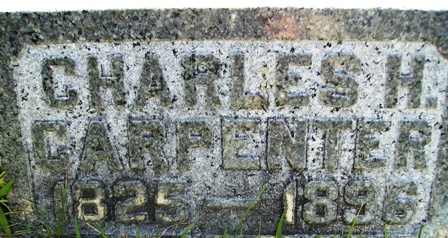 CHARLES H.
CARPENTER
1825-1896